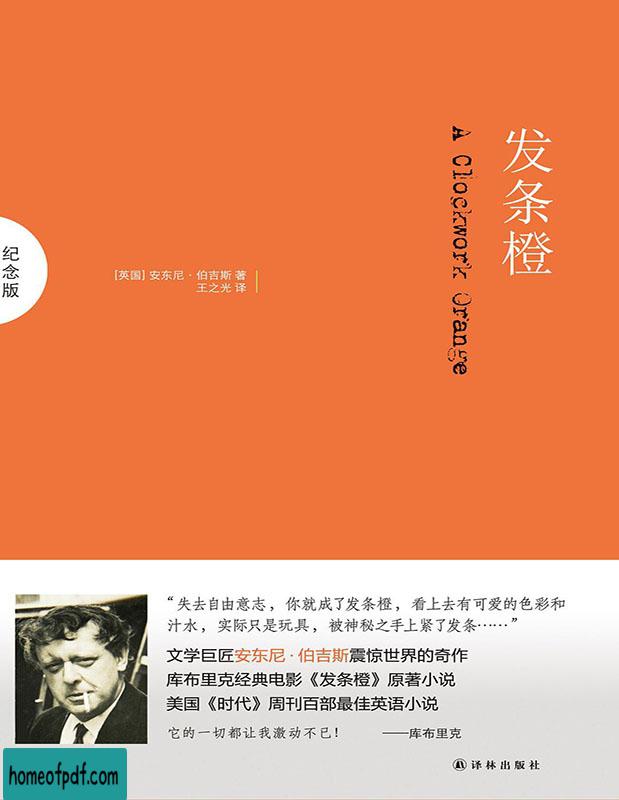 发条橙
A Clockwork Orange
纪念版
[英国] 安东尼·伯吉斯 著
王之光 译
“失去自由意志，你就成了发条橙，看上去有可爱的色彩和
汁水，实际只是玩具，被神秘之手上紧了发条……”
文学巨匠安东尼·伯吉斯震惊世界的奇作
库布里克经典电影《发条橙》原著小说
美国《时代》周刊百部最佳英语小说
它的一切都让我激动不已！ ——库布里克
译林出版社
homeofpdf.com